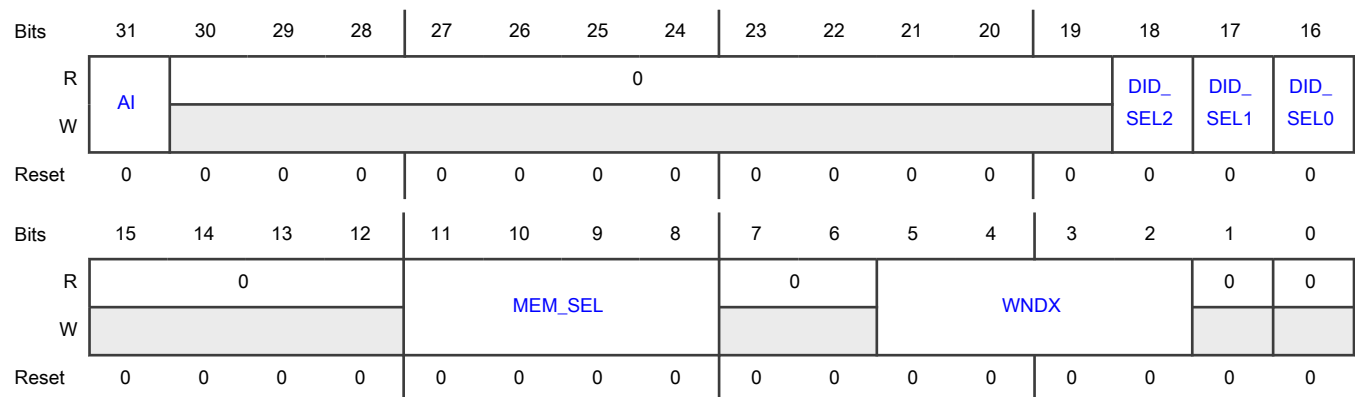 Bits 31 30 29 28 27 26 25 24 23 22 21 20 19 18 17 16
R 0
AI DID_ DID_ DID_
SEL2 SEL1 SEL0
W
Reset 0 0 0 0 0 0 0 0 0 0 0 0 0 0 0 0
Bits 15 14 13 12 11 10 9 8 7 6 5 4 3 2 1 0
R 0 0 0 0
MEM_SEL WNDX
W
Reset 0 0 0 0 0 0 0 0 0 0 0 0 0 0 0 0